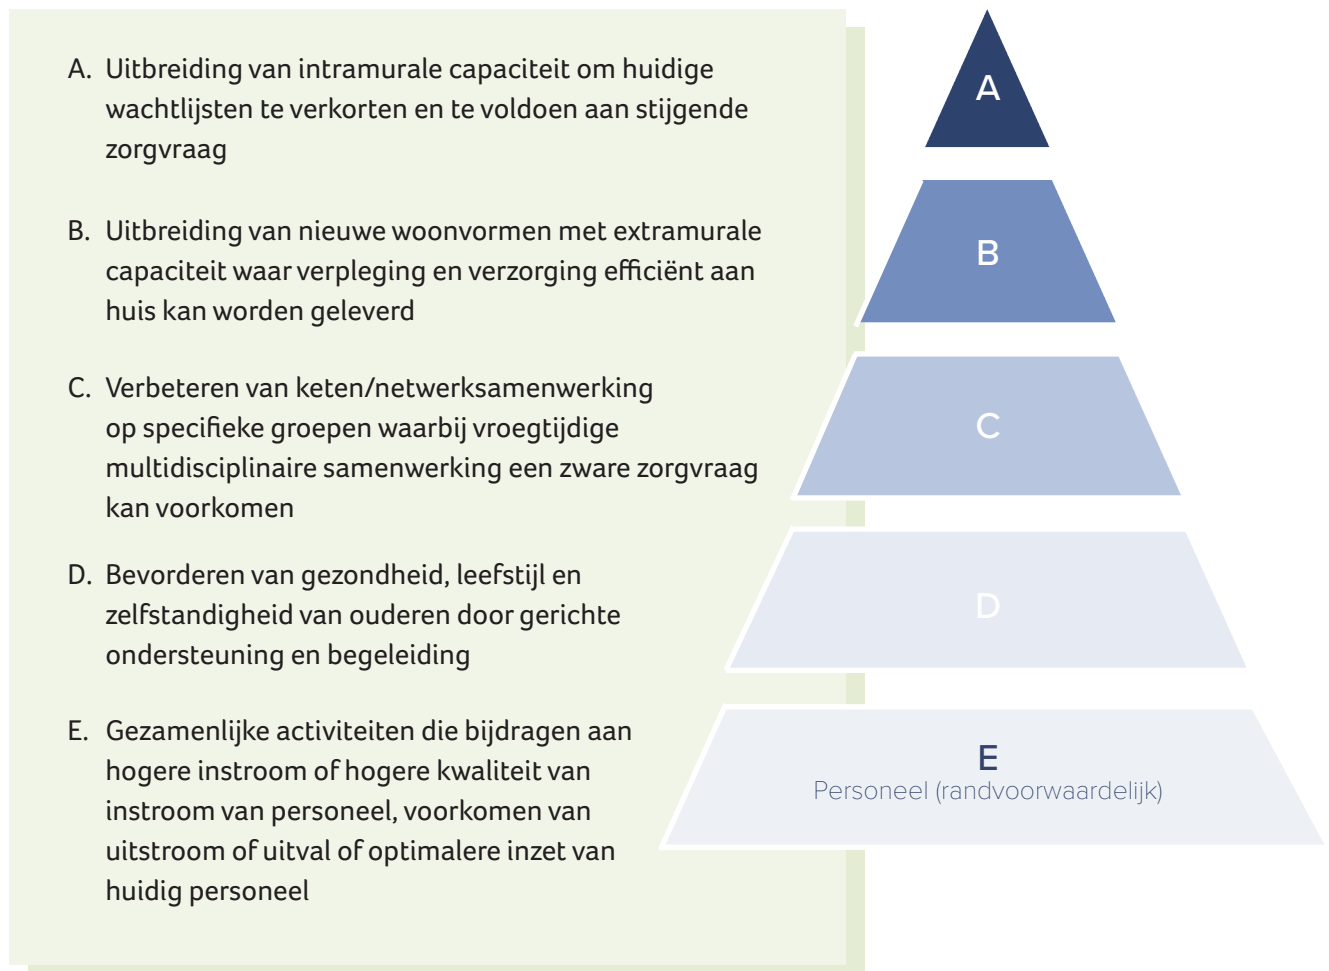 A. Uitbreiding van intramurale capaciteit om huidige
wachtlijsten te verkorten en te voldoen aan stijgende
zorgvraag
B. Uitbreiding van nieuwe woonvormen met extramurale
capaciteit waar verpleging en verzorging efficiënt aan
huis kan worden geleverd
C. Verbeteren van keten/netwerksamenwerking
op specifieke groepen waarbij vroegtijdige
multidisciplinaire samenwerking een zware zorgvraag
kan voorkomen
D. Bevorderen van gezondheid, leefstijl en
zelfstandigheid van ouderen door gerichte
ondersteuning en begeleiding
E. Gezamenlijke activiteiten die bijdragen aan
hogere instroom of hogere kwaliteit van
instroom van personeel, voorkomen van
uitstroom of uitval of optimalere inzet van
huidig personeel
A
B
C
D
E
Personeel (randvoorwaardelijk)